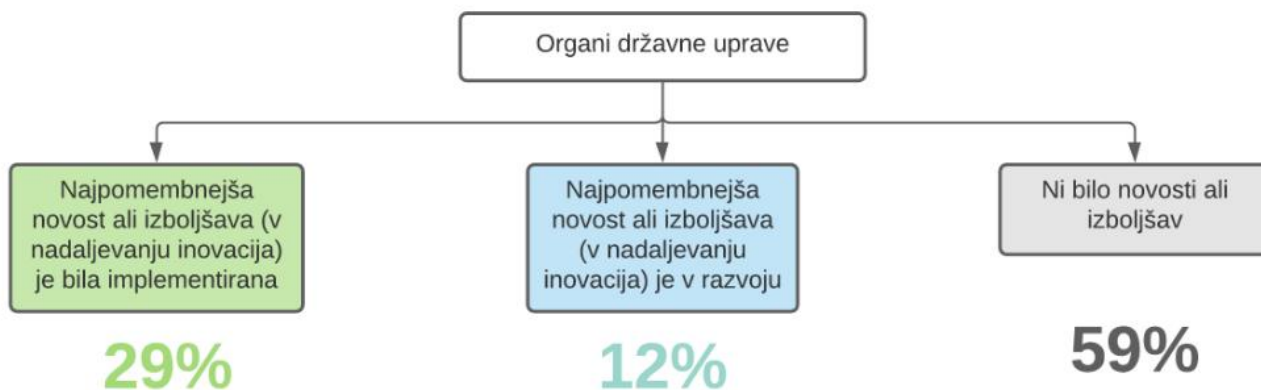 Organi državne uprave
Najpomembnejša
novost ali izboljšava (v
nadaljevanju inovacija)
je bila implementirana
29%
Najpomembnejša
novost ali izboljšava
(v nadaljevanju
inovacija) je v razvoju
12%
Ni bilo novosti ali
izboljšav
59%